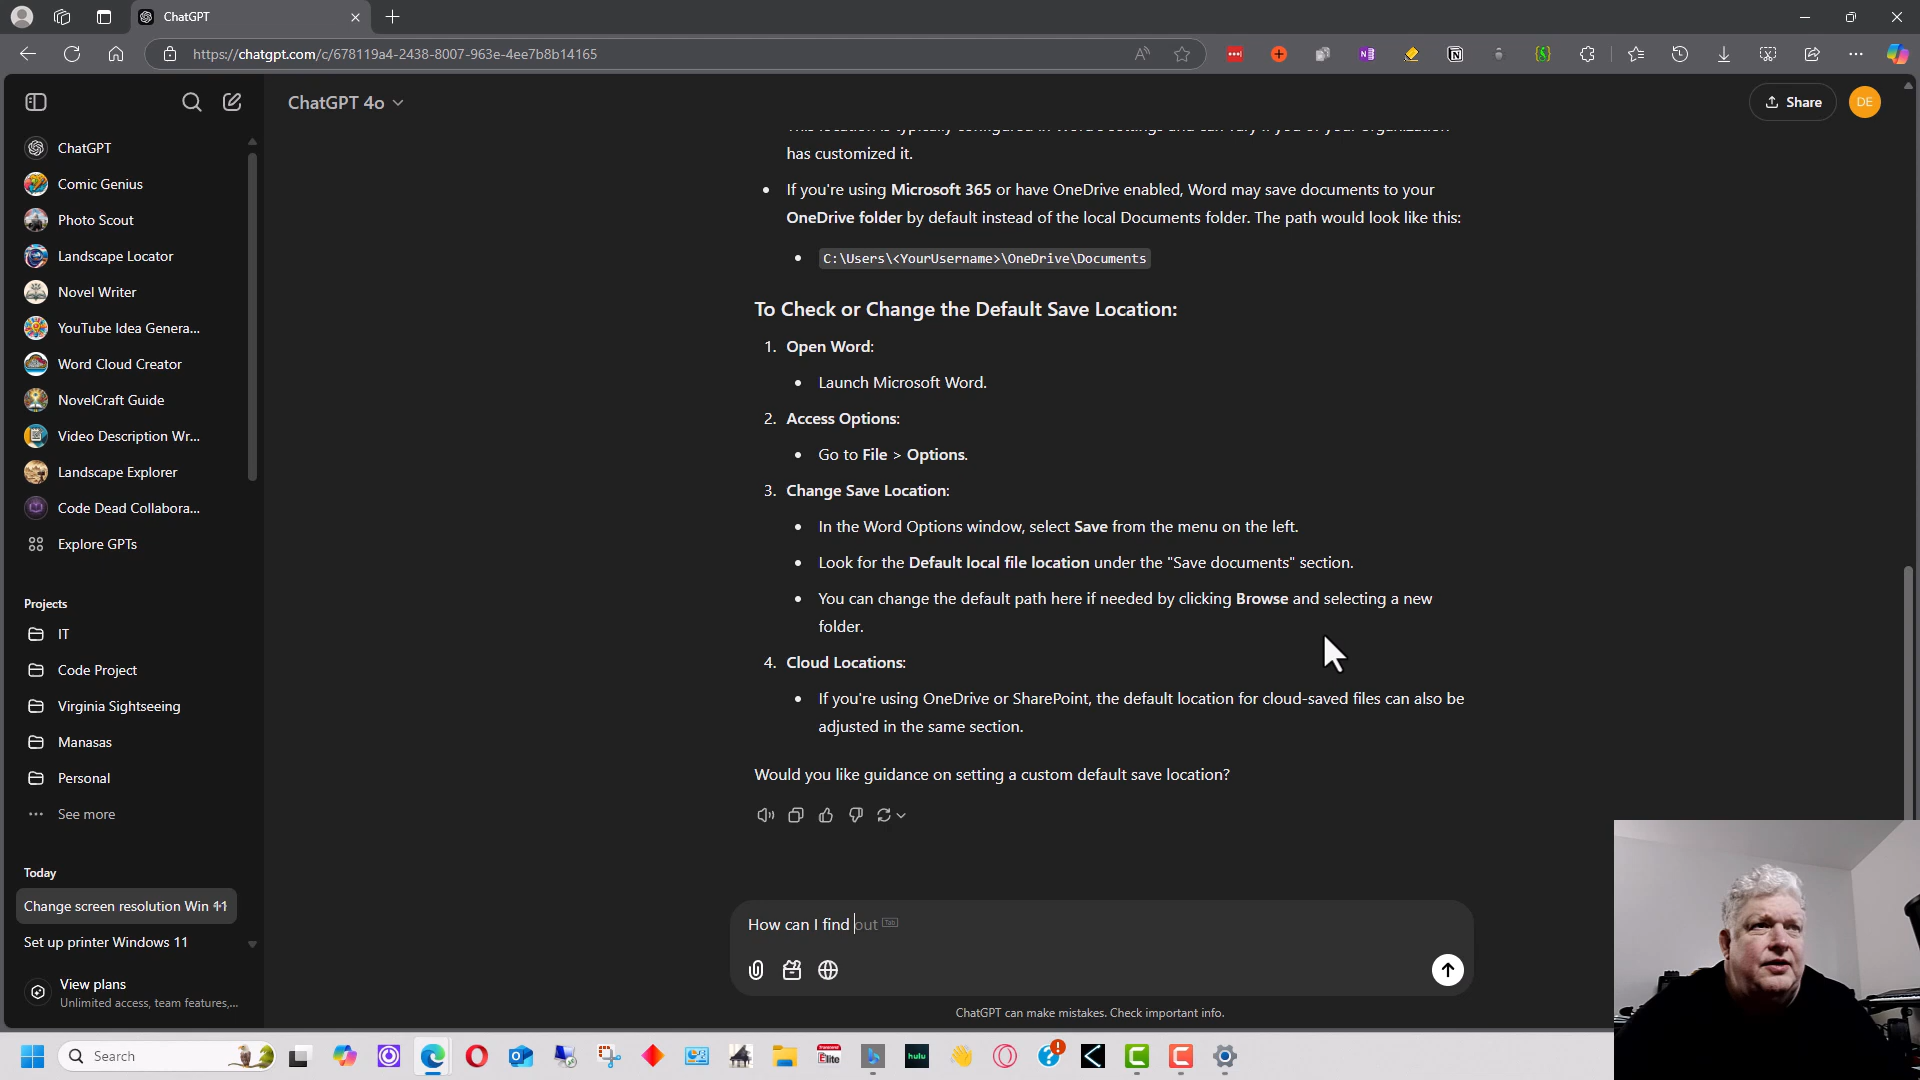 ChatGPT
https://chatgpt.com/c/678119a4-2438-8007-963e-4ee7b8b14165
ChatGPT 4o
Share
DE
ChatGPT
Comic Genius
Photo Scout
Landscape Locator
Novel Writer
YouTube Idea Genera...
Word Cloud Creator
NovelCraft Guide
Video Description Wr...
Landscape Explorer
Code Dead Collabora...
Explore GPTs
Projects
IT
Code Project
Virginia Sightseeing
Manasas
Personal
See more
Today
Change screen resolution Win 11
Set up printer Windows 11
View plans
Unlimited access, team features,...
has customized it.
If you're using Microsoft 365 or have OneDrive enabled, Word may save documents to your
OneDrive folder by default instead of the local Documents folder. The path would look like this:
C:\Users\<YourUsername>\OneDrive\Documents
To Check or Change the Default Save Location:
1. Open Word:
Launch Microsoft Word.
2. Access Options:
Go to File > Options.
3. Change Save Location:
In the Word Options window, select Save from the menu on the left.
Look for the Default local file location under the "Save documents" section.
You can change the default path here if needed by clicking Browse and selecting a new
folder.
4. Cloud Locations:
If you're using OneDrive or SharePoint, the default location for cloud-saved files can also be
adjusted in the same section.
Would you like guidance on setting a custom default save location?
How can I find out Tab
ChatGPT can make mistakes. Check important info.
Search
Elite
hulu